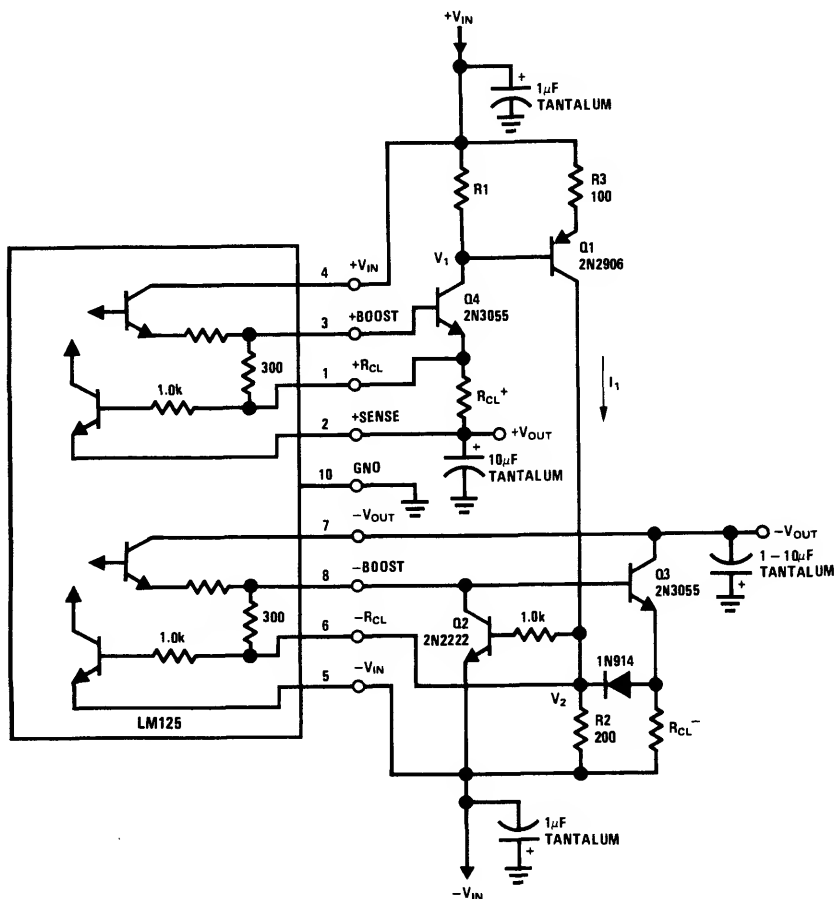 +VIN
+
1µF
TANTALUM
R1
R3
100
V1
Q1
2N2906
4
+VIN
Q4
2N3055
3
+BOOST
300
1.0k
1
+RCL
RCL+
I1
2
+SENSE
+VOUT
+
10µF
TANTALUM
10
GNO
7
-VOUT
-VOUT
8
-BOOST
Q3
2N3055
1 – 10µF
TANTALUM
+
300
Q2
2N2222
1.0k
1.0k
6
-RCL
1N914
5
-VIN
V2
R2
200
RCL-
LM125
1µF
TANTALUM
+
-VIN